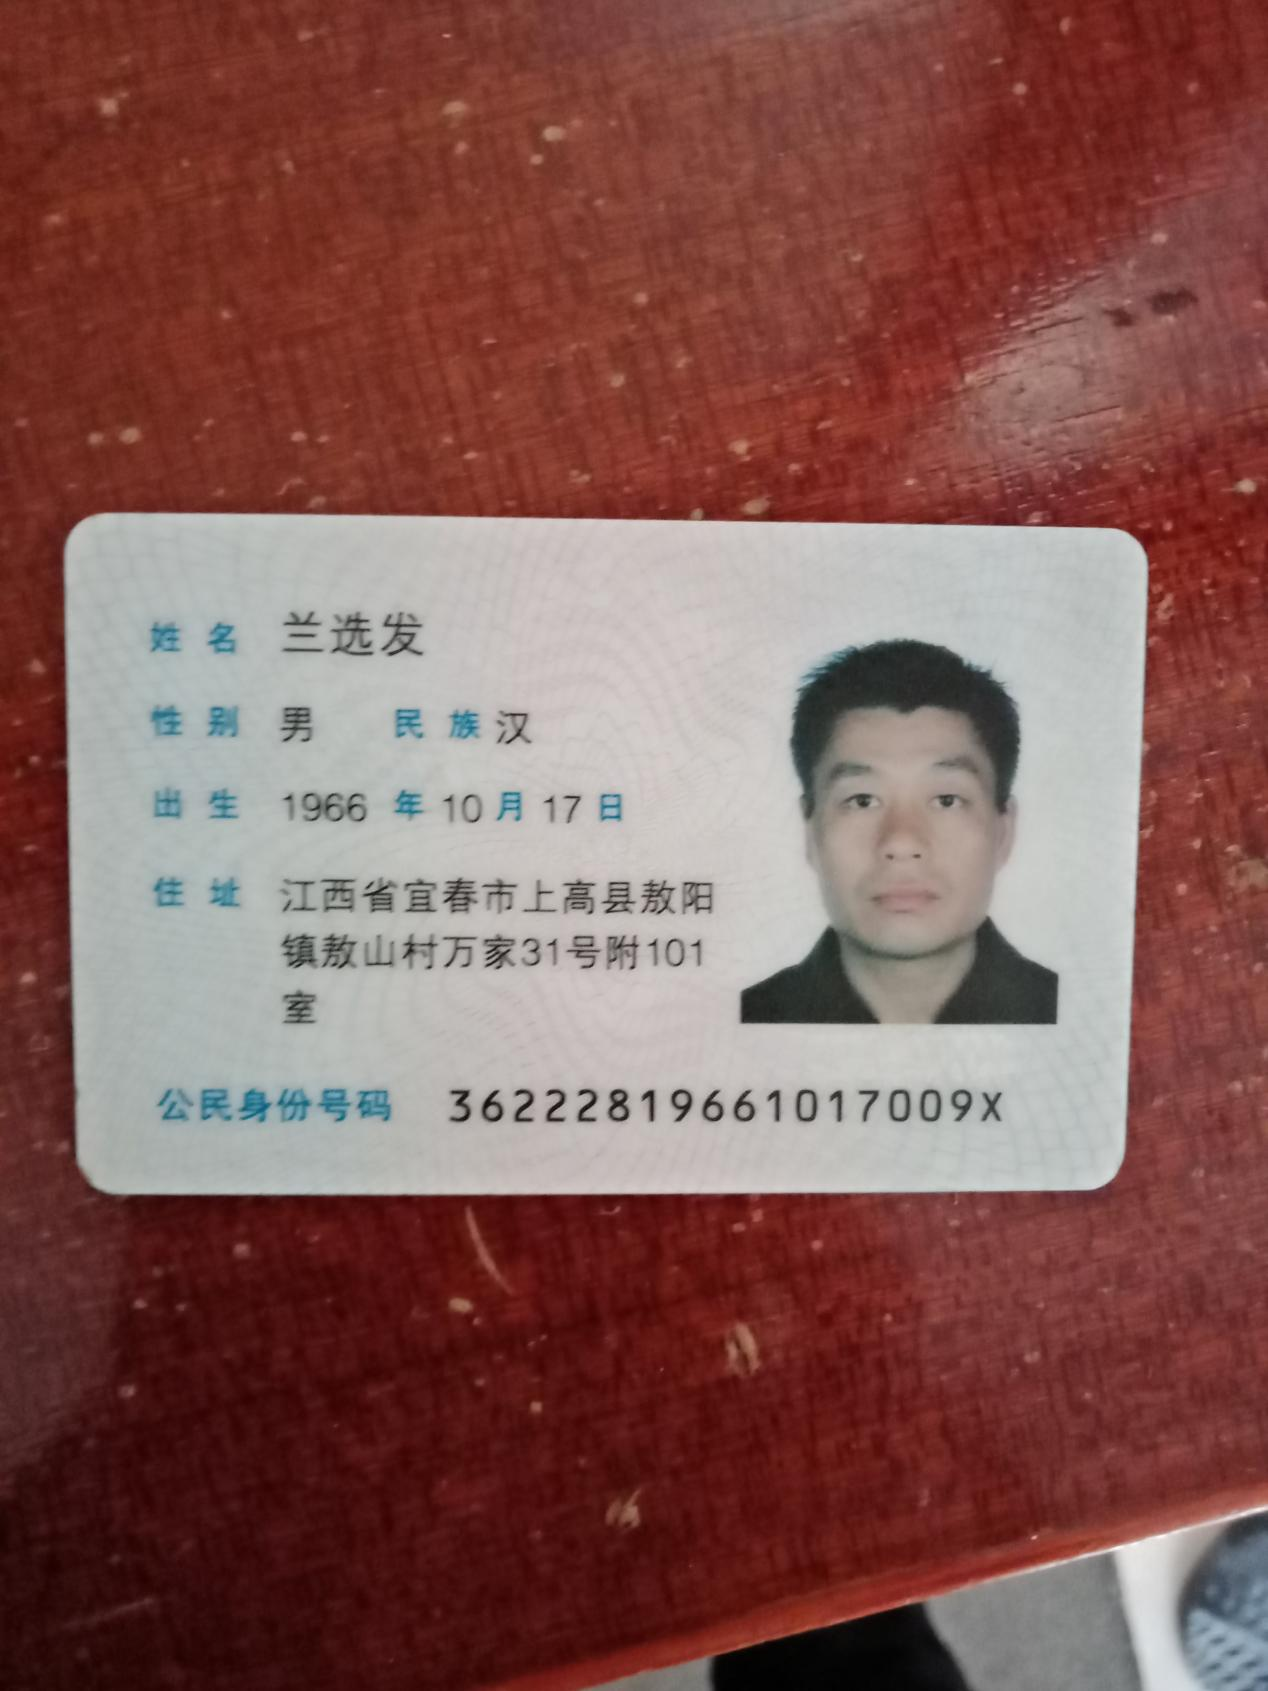 姓名 兰选发
性别 男 民族 汉
出生 1966 年 10 月 17 日
住址 江西省宜春市上高县敖阳
镇敖山村万家31号附101
室
公民身份号码 36222819661017009X